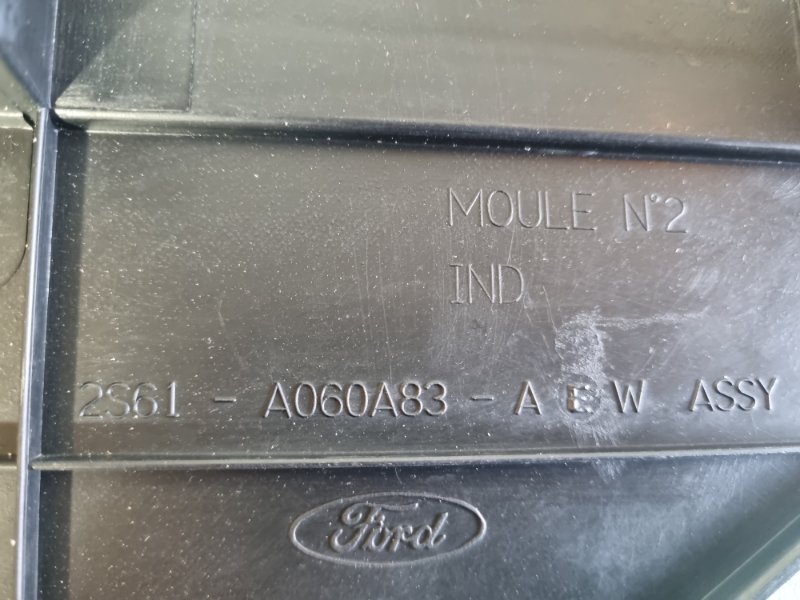 MOULE N°2
IND
2S61 - A060A83 - A E W ASSY
Ford